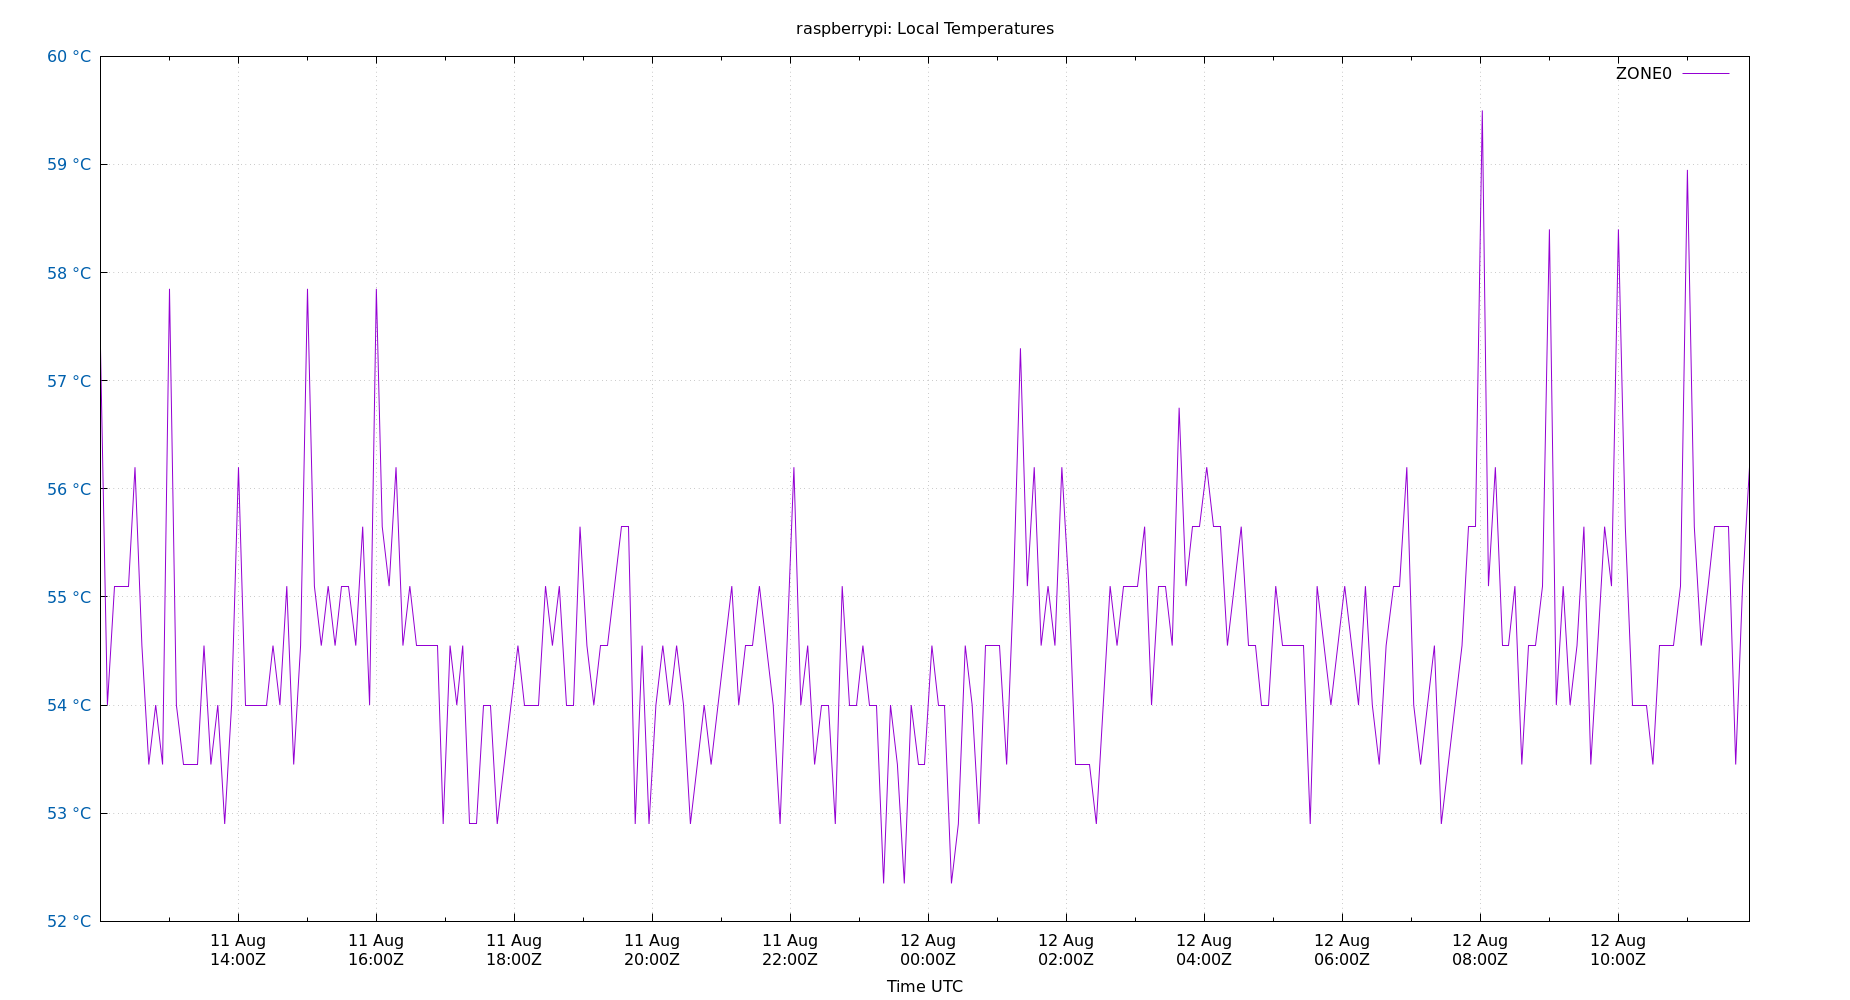 raspberrypi: Local Temperatures
60 °C
ZONE0
59 °C
58 °C
57 °C
56 °C
55 °C
54 °C
53 °C
52 °C
11 Aug 11 Aug 11 Aug 11 Aug 11 Aug 12 Aug 12 Aug 12 Aug 12 Aug 12 Aug 12 Aug
14:00Z 16:00Z 18:00Z 20:00Z 22:00Z 00:00Z 02:00Z 04:00Z 06:00Z 08:00Z 10:00Z
Time UTC